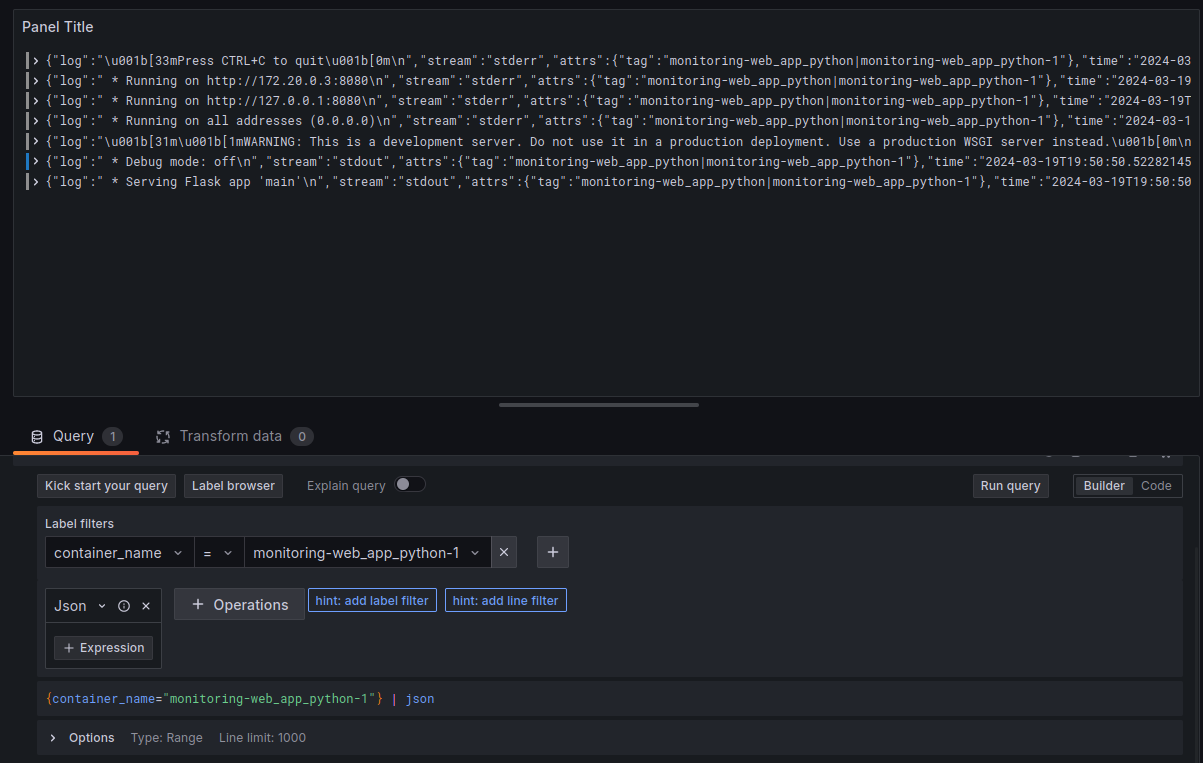 Panel Title
{"log":"\u001b[33mPress CTRL+C to quit\u001b[0m\n","stream":"stderr","attrs":{"tag":"monitoring-web_app_python|monitoring-web_app_python-1"},"time":"2024-03
{"log":" * Running on http://172.20.0.3:8080\n","stream":"stderr","attrs":{"tag":"monitoring-web_app_python|monitoring-web_app_python-1"},"time":"2024-03-19
{"log":" * Running on http://127.0.0.1:8080\n","stream":"stderr","attrs":{"tag":"monitoring-web_app_python|monitoring-web_app_python-1"},"time":"2024-03-19T
{"log":" * Running on all addresses (0.0.0.0)\n","stream":"stderr","attrs":{"tag":"monitoring-web_app_python|monitoring-web_app_python-1"},"time":"2024-03-1
{"log":"\u001b[31m\u001b[1mWARNING: This is a development server. Do not use it in a production deployment. Use a production WSGI server instead.\u001b[0m\n
{"log":" * Debug mode: off\n","stream":"stdout","attrs":{"tag":"monitoring-web_app_python|monitoring-web_app_python-1"},"time":"2024-03-19T19:50:50.52282145
{"log":" * Serving Flask app 'main'\n","stream":"stdout","attrs":{"tag":"monitoring-web_app_python|monitoring-web_app_python-1"},"time":"2024-03-19T19:50:50
Query 1 Transform data 0
Kick start your query Label browser Explain query Run query Builder Code
Label filters
container_name = monitoring-web_app_python-1
Json + Operations hint: add label filter hint: add line filter
+ Expression
{container_name="monitoring-web_app_python-1"} | json
Options Type: Range Line limit: 1000